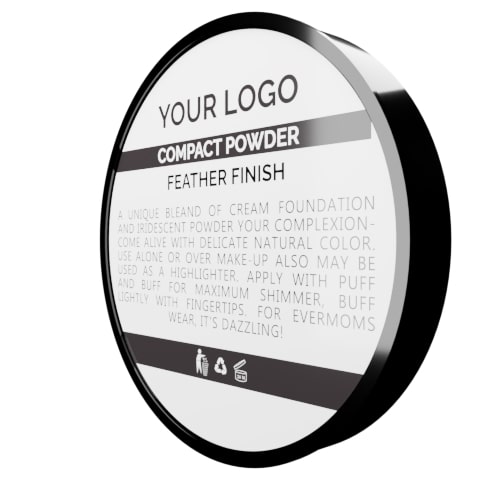 YOUR LOGO
COMPACT POWDER
FEATHER FINISH
A UNIQUE BLEAND OF CREAM FOUNDATION
AND IRIDESCENT POWDER YOUR COMPLEXION-
COME ALIVE WITH DELICATE NATURAL COLOR.
USE ALONE OR OVER MAKE-UP ALSO MAY BE
USED AS A HIGHLIGHTER. APPLY WITH PUFF
AND BUFF FOR MAXIMUM SHIMMER, BUFF
LIGHTLY WITH FINGERTIPS. FOR EVERMOMS
WEAR, IT'S DAZZLING!